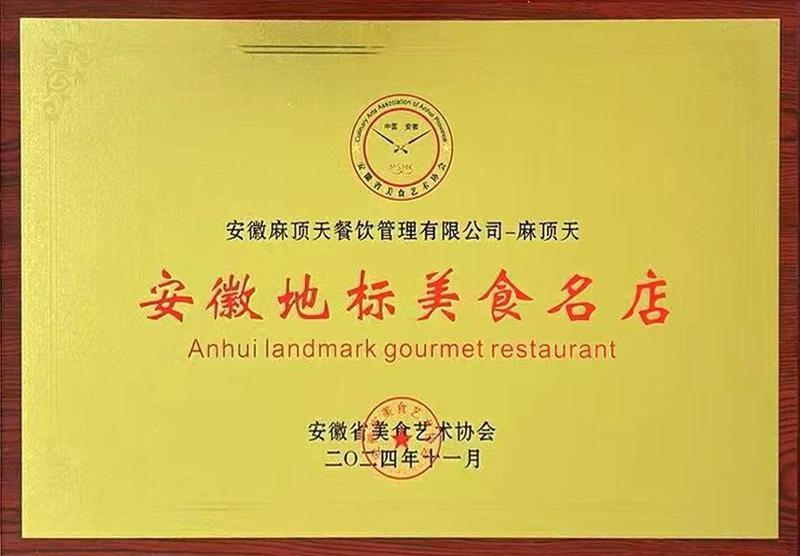 Culinary Arts Association of Anhui Province
中国 安徽
MSMK
安徽省美食艺术协会
安徽麻顶天餐饮管理有限公司-麻顶天
安徽地标美食名店
Anhui landmark gourmet restaurant
安徽省美食艺术协会
二〇二四年十一月